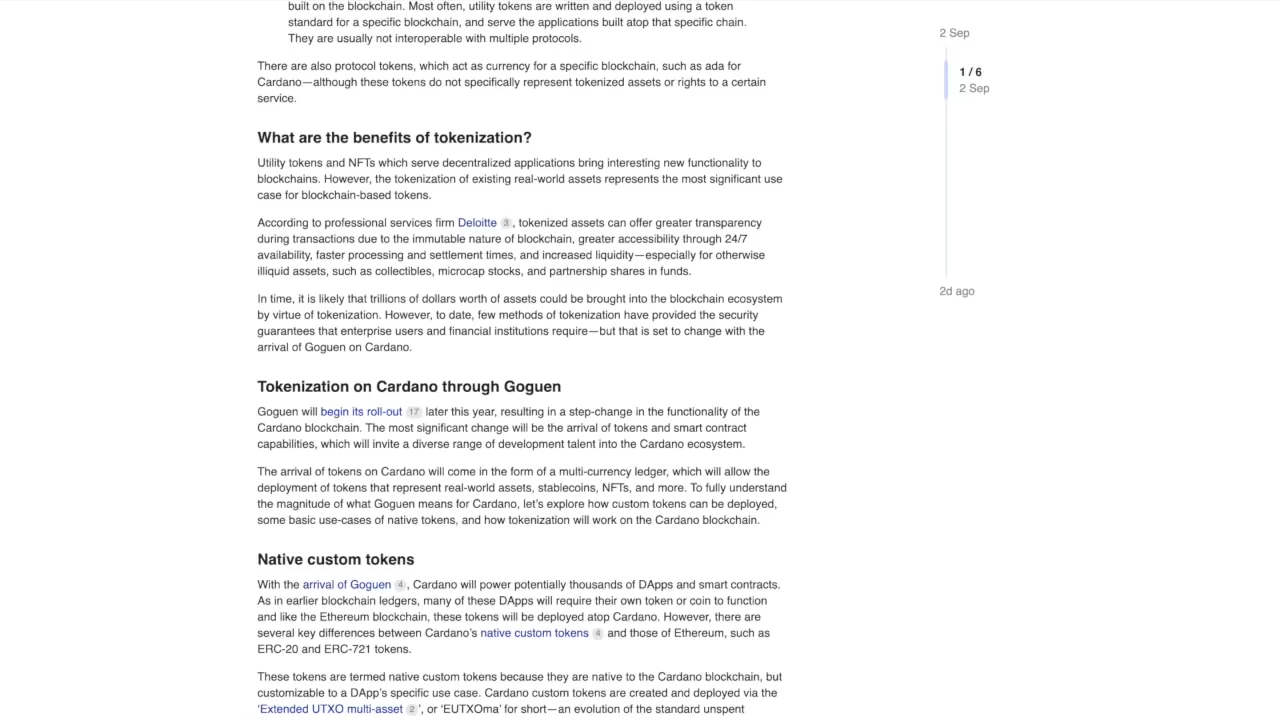 built on the blockchain. Most often, utility tokens are written and deployed using a token
standard for a specific blockchain, and serve the applications built atop that specific chain.
They are usually not interoperable with multiple protocols.
There are also protocol tokens, which act as currency for a specific blockchain, such as ada for
Cardano—although these tokens do not specifically represent tokenized assets or rights to a certain
service.
What are the benefits of tokenization?
Utility tokens and NFTs which serve decentralized applications bring interesting new functionality to
blockchains. However, the tokenization of existing real-world assets represents the most significant use
case for blockchain-based tokens.
According to professional services firm Deloitte 3, tokenized assets can offer greater transparency
during transactions due to the immutable nature of blockchain, greater accessibility through 24/7
availability, faster processing and settlement times, and increased liquidity—especially for otherwise
illiquid assets, such as collectibles, microcap stocks, and partnership shares in funds.
In time, it is likely that trillions of dollars worth of assets could be brought into the blockchain ecosystem
by virtue of tokenization. However, to date, few methods of tokenization have provided the security
guarantees that enterprise users and financial institutions require—but that is set to change with the
arrival of Goguen on Cardano.
Tokenization on Cardano through Goguen
Goguen will begin its roll-out 17 later this year, resulting in a step-change in the functionality of the
Cardano blockchain. The most significant change will be the arrival of tokens and smart contract
capabilities, which will invite a diverse range of development talent into the Cardano ecosystem.
The arrival of tokens on Cardano will come in the form of a multi-currency ledger, which will allow the
deployment of tokens that represent real-world assets, stablecoins, NFTs, and more. To fully understand
the magnitude of what Goguen means for Cardano, let's explore how custom tokens can be deployed,
some basic use-cases of native tokens, and how tokenization will work on the Cardano blockchain.
Native custom tokens
With the arrival of Goguen 4, Cardano will power potentially thousands of DApps and smart contracts.
As in earlier blockchain ledgers, many of these DApps will require their own token or coin to function
and like the Ethereum blockchain, these tokens will be deployed atop Cardano. However, there are
several key differences between Cardano's native custom tokens 4 and those of Ethereum, such as
ERC-20 and ERC-721 tokens.
These tokens are termed native custom tokens because they are native to the Cardano blockchain, but
customizable to a DApp's specific use case. Cardano custom tokens are created and deployed via the
'Extended UTXO multi-asset 2', or 'EUTXOma' for short—an evolution of the standard unspent
2 Sep
1 / 6
2 Sep
2d ago